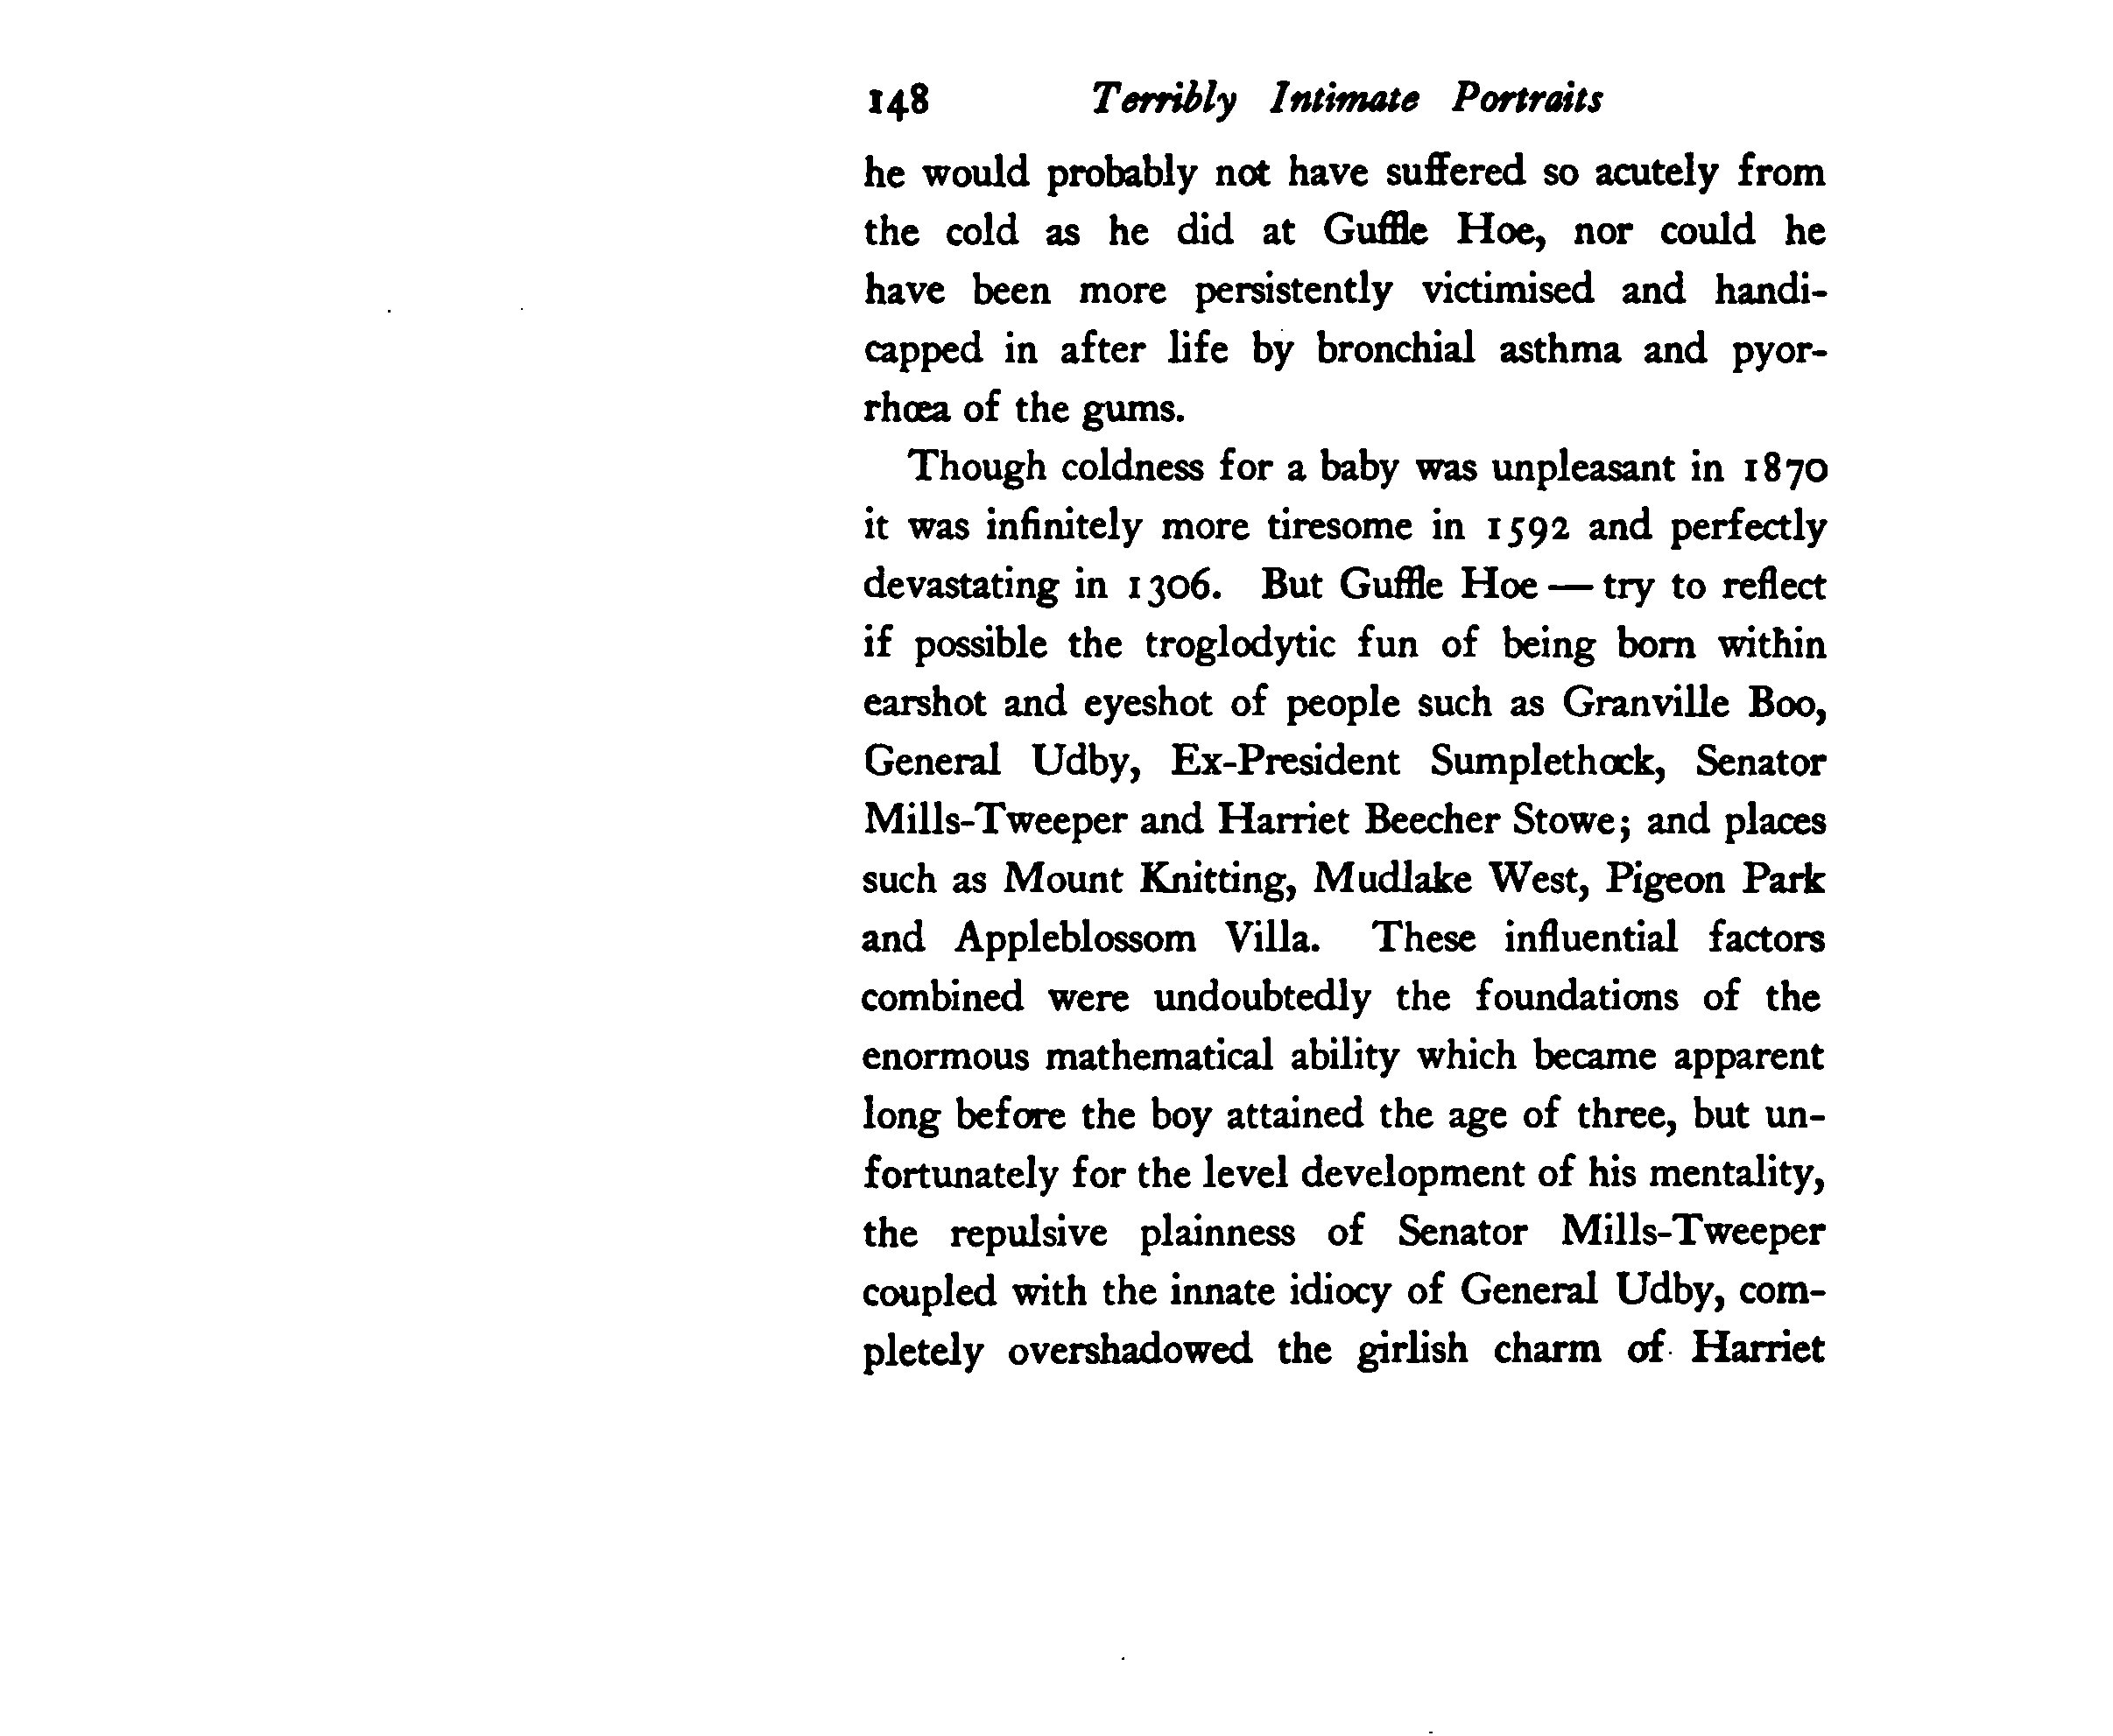 148 Terribly Intimate Portraits
he would probably not have suffered so acutely from
the cold as he did at Guffle Hoe, nor could he
have been more persistently victimised and handi-
capped in after life by bronchial asthma and pyor-
rhœa of the gums.
Though coldness for a baby was unpleasant in 1870
it was infinitely more tiresome in 1592 and perfectly
devastating in 1306. But Guffle Hoe — try to reflect
if possible the troglodytic fun of being born within
earshot and eyeshot of people such as Granville Boo,
General Udby, Ex-President Sumplethock, Senator
Mills-Tweeper and Harriet Beecher Stowe; and places
such as Mount Knitting, Mudlake West, Pigeon Park
and Appleblossom Villa. These influential factors
combined were undoubtedly the foundations of the
enormous mathematical ability which became apparent
long before the boy attained the age of three, but un-
fortunately for the level development of his mentality,
the repulsive plainness of Senator Mills-Tweeper
coupled with the innate idiocy of General Udby, com-
pletely overshadowed the girlish charm of Harriet